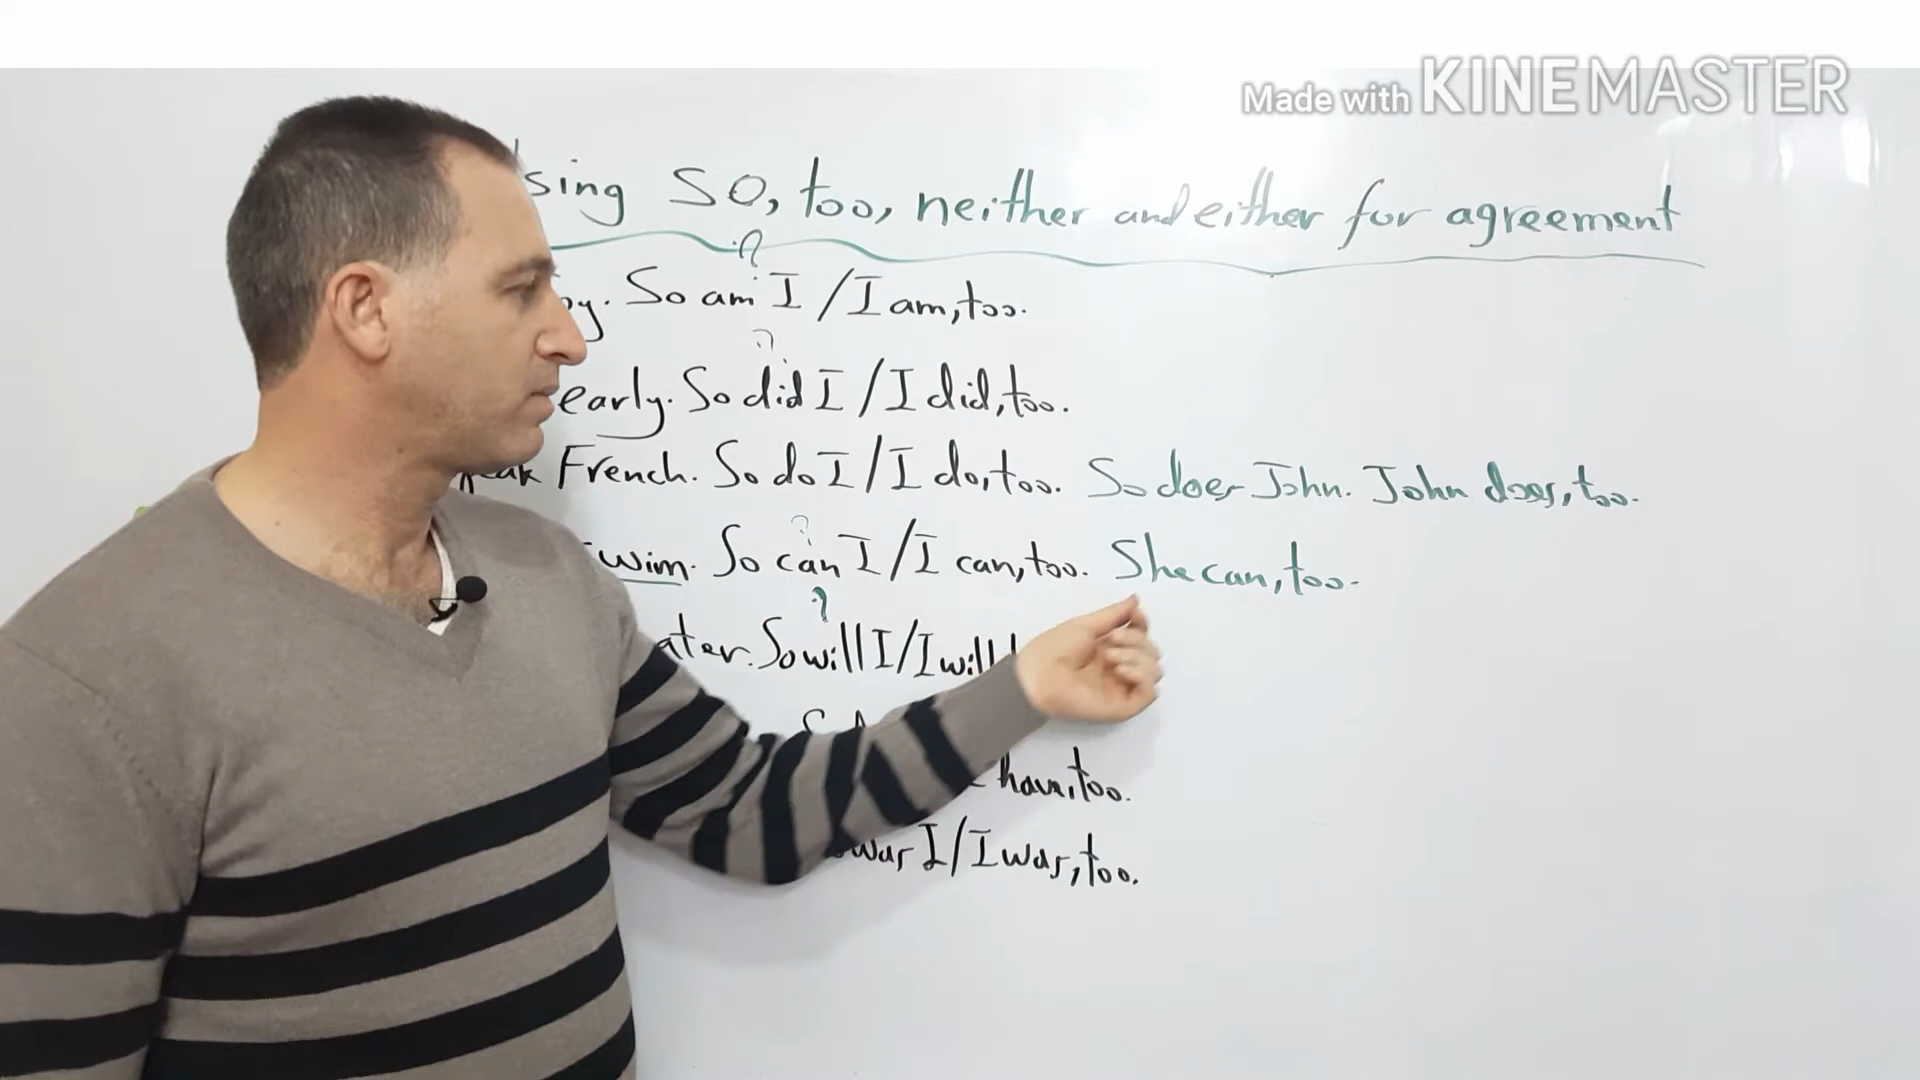 Made with KINEMASTER
sing so, too, neither and either for agreement
?
y. So am I / I am, too.
?
early. So did I / I did, too.
eak French. So do I / I do, too. So does John. John does, too.
?
wim. So can I / I can, too. She can, too.
?
ater. So will I / I will
have, too.
was I / I was, too.